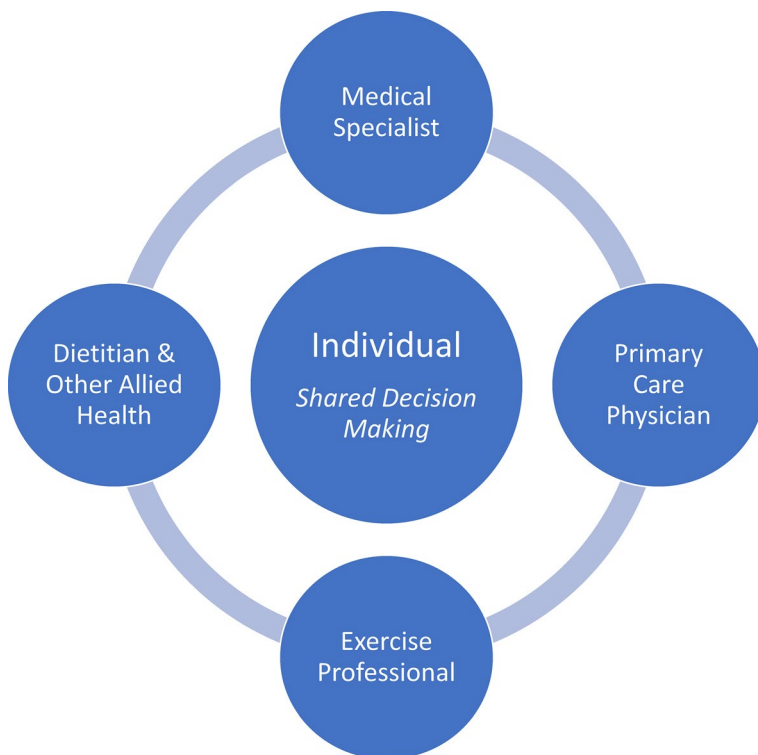 Medical
Specialist
Dietitian &
Other Allied
Health
Individual
Shared Decision
Making
Primary
Care
Physician
Exercise
Professional